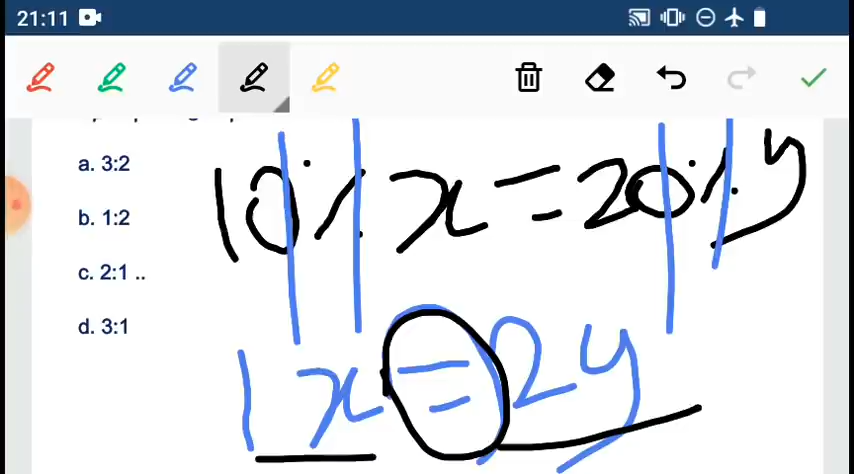 21:11
a. 3:2
10% x = 20% y
b. 1:2
c. 2:1 ..
d. 3:1
1x = 2y